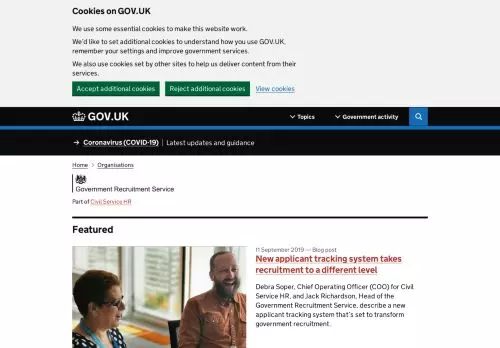 Cookies on GOV.UK
We use some essential cookies to make this website work.
We'd like to set additional cookies to understand how you use GOV.UK,
remember your settings and improve government services.
We also use cookies set by other sites to help us deliver content from their
services.
Accept additional cookies Reject additional cookies View cookies
GOV.UK Topics Government activity
→ Coronavirus (COVID-19) Latest updates and guidance
Home > Organisations
Government Recruitment Service
Part of Civil Service HR
Featured
11 September 2019 — Blog post
New applicant tracking system takes
recruitment to a different level
Debra Soper, Chief Operating Officer (COO) for Civil
Service HR, and Jack Richardson, Head of the
Government Recruitment Service, describe a new
applicant tracking system that's set to transform
government recruitment.